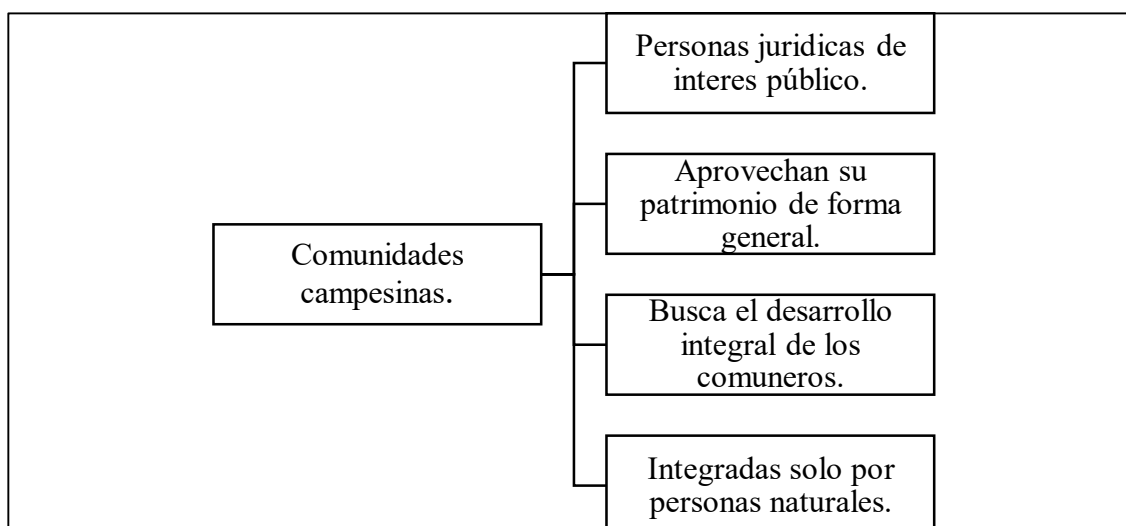 Personas juridicas de
interes público.
Aprovechan su
patrimonio de forma
general.
Comunidades
campesinas.
Busca el desarrollo
integral de los
comuneros.
Integradas solo por
personas naturales.